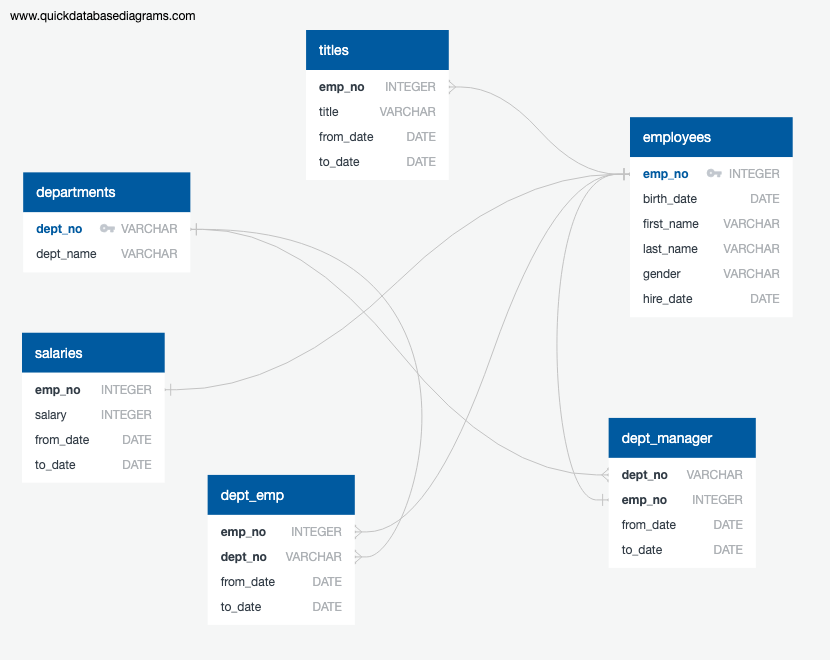 www.quickdatabasediagrams.com
titles
emp_no INTEGER
title VARCHAR
from_date DATE
to_date DATE
employees
emp_no INTEGER
birth_date DATE
first_name VARCHAR
last_name VARCHAR
gender VARCHAR
hire_date DATE
departments
dept_no VARCHAR
dept_name VARCHAR
salaries
emp_no INTEGER
salary INTEGER
from_date DATE
to_date DATE
dept_manager
dept_no VARCHAR
emp_no INTEGER
from_date DATE
to_date DATE
dept_emp
emp_no INTEGER
dept_no VARCHAR
from_date DATE
to_date DATE